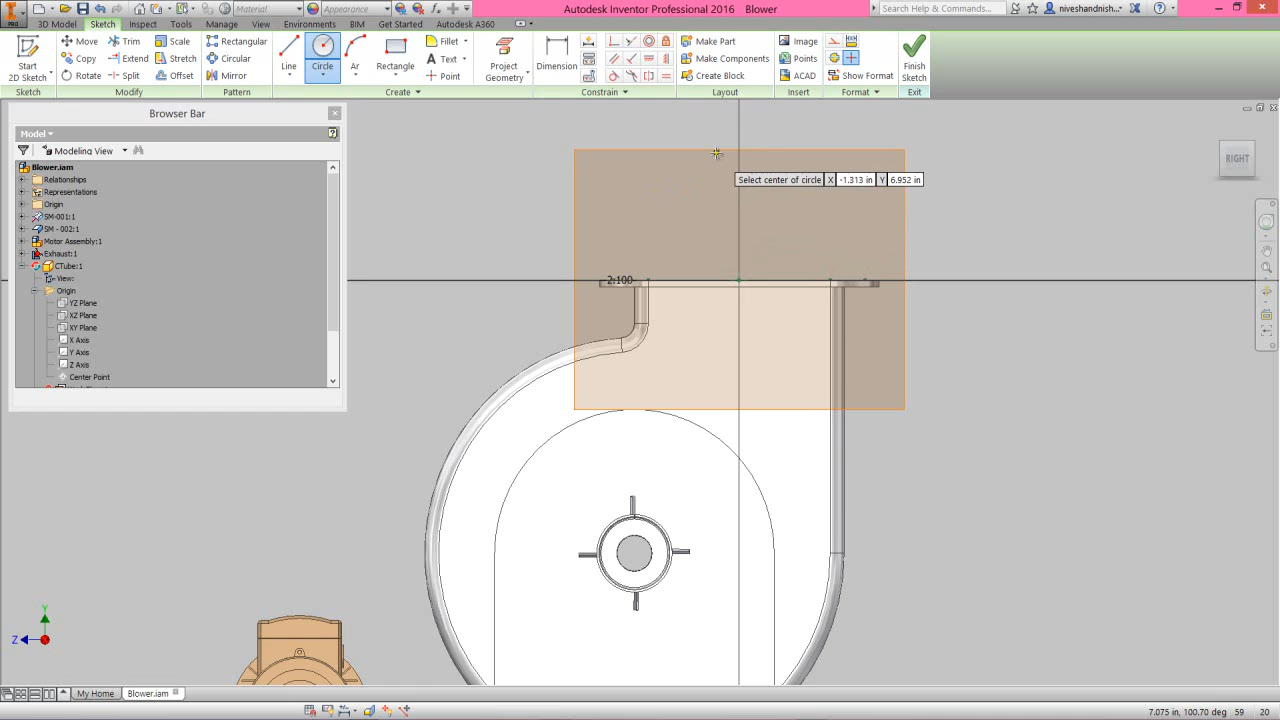 PRO
Material
Appearance
Autodesk Inventor Professional 2016 Blower
Search Help & Commands...
niveshandnish...
3D Model Sketch Inspect Tools Manage View Environments BIM Get Started Autodesk A360
Start
2D Sketch
Move Trim Scale
Copy Extend Stretch
Rotate Split Offset
Rectangular
Circular
Mirror
Line Circle Arc Rectangle
Fillet
Text
Point
Project
Geometry
Dimension
Make Part
Make Components
Create Block
Image
Points
ACAD
Show Format
Finish
Sketch
Sketch Modify Pattern Create Constrain Layout Insert Format Exit
Browser Bar
Model
Modeling View
Blower.iam
Relationships
Representations
Origin
SM-001:1
SM - 002:1
Motor Assembly:1
Exhaust:1
CTube:1
View:
Origin
YZ Plane
XZ Plane
XY Plane
X Axis
Y Axis
Z Axis
Center Point
Select center of circle X -1.313 in Y 6.952 in
RIGHT
2.100
Y
Z
My Home Blower.iam
7.075 in, 100.70 deg 59 20